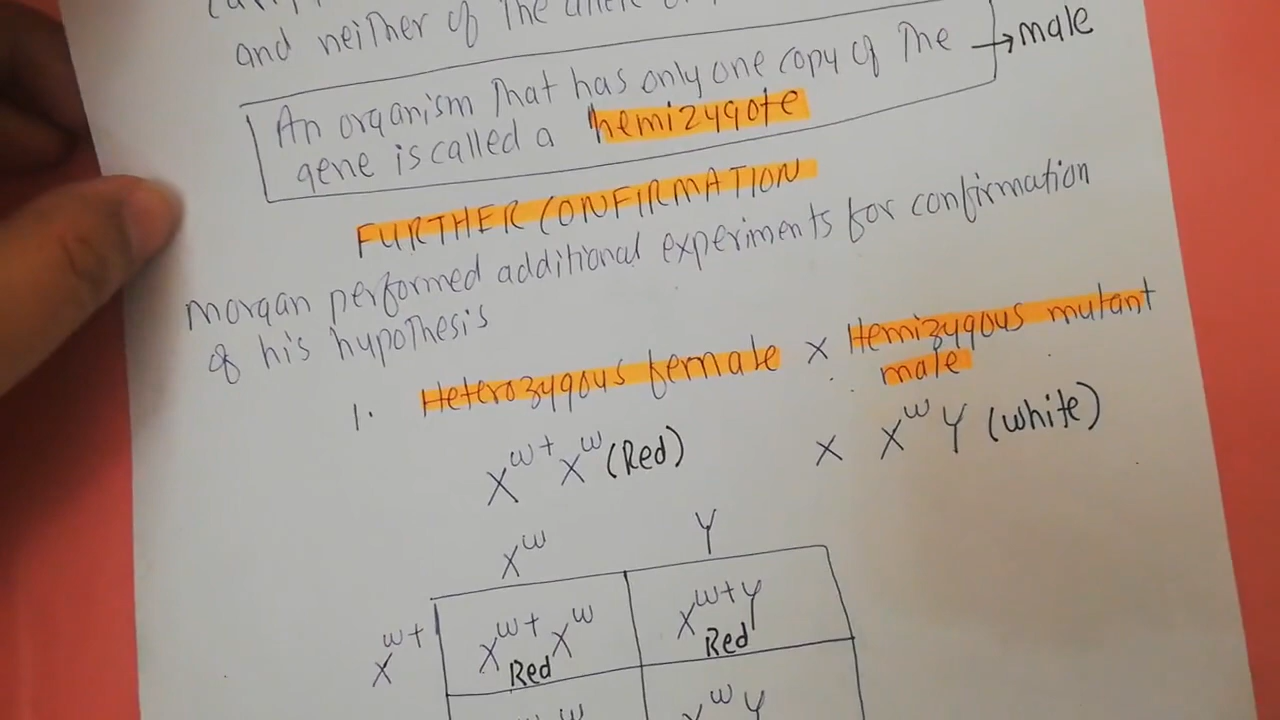 and neither of the allele
An organism that has only one copy of the → male
gene is called a hemizygote
FURTHER CONFIRMATION
Morgan performed additional experiments for confirmation
of his hypothesis
1. Heterozygous female × Hemizygous mutant
male
X^w+ X^w (Red) × X^w Y (white)
X^w Y
X^w+ X^w+ X^w X^w+ Y
Red Red
X^w Y